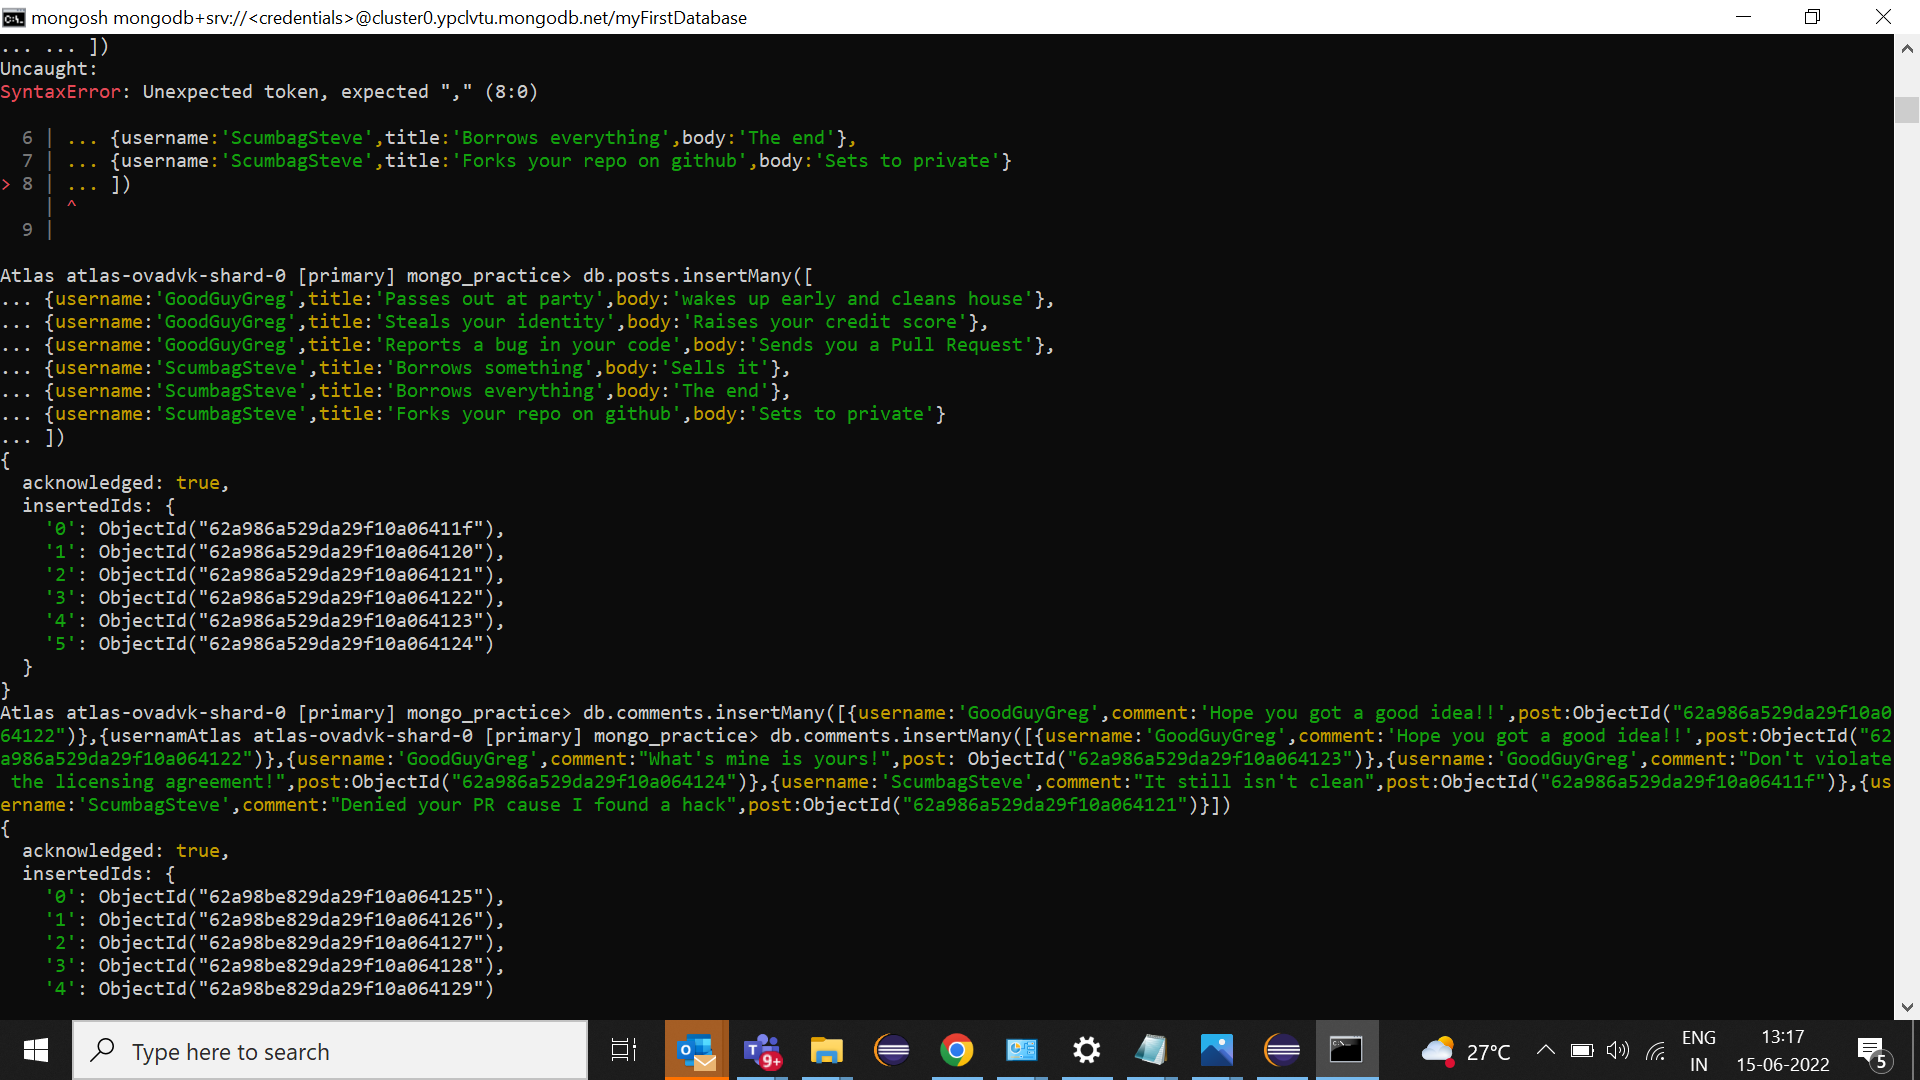 mongosh mongodb+srv://<credentials>@cluster0.ypclvtu.mongodb.net/myFirstDatabase
... ... ])
Uncaught:
SyntaxError: Unexpected token, expected "," (8:0)
6 | ... {username:'ScumbagSteve',title:'Borrows everything',body:'The end'},
7 | ... {username:'ScumbagSteve',title:'Forks your repo on github',body:'Sets to private'}
> 8 | ... ])
| ^
9 |
Atlas atlas-ovadvk-shard-0 [primary] mongo_practice> db.posts.insertMany([
... {username:'GoodGuyGreg',title:'Passes out at party',body:'wakes up early and cleans house'},
... {username:'GoodGuyGreg',title:'Steals your identity',body:'Raises your credit score'},
... {username:'GoodGuyGreg',title:'Reports a bug in your code',body:'Sends you a Pull Request'},
... {username:'ScumbagSteve',title:'Borrows something',body:'Sells it'},
... {username:'ScumbagSteve',title:'Borrows everything',body:'The end'},
... {username:'ScumbagSteve',title:'Forks your repo on github',body:'Sets to private'}
... ])
{
acknowledged: true,
insertedIds: {
'0': ObjectId("62a986a529da29f10a06411f"),
'1': ObjectId("62a986a529da29f10a064120"),
'2': ObjectId("62a986a529da29f10a064121"),
'3': ObjectId("62a986a529da29f10a064122"),
'4': ObjectId("62a986a529da29f10a064123"),
'5': ObjectId("62a986a529da29f10a064124")
}
}
Atlas atlas-ovadvk-shard-0 [primary] mongo_practice> db.comments.insertMany([{username:'GoodGuyGreg',comment:'Hope you got a good idea!!',post:ObjectId("62a986a529da29f10a0
64122")},{usernamAtlas atlas-ovadvk-shard-0 [primary] mongo_practice> db.comments.insertMany([{username:'GoodGuyGreg',comment:'Hope you got a good idea!!',post:ObjectId("62
a986a529da29f10a064122")},{username:'GoodGuyGreg',comment:"What's mine is yours!",post: ObjectId("62a986a529da29f10a064123")},{username:'GoodGuyGreg',comment:"Don't violate
the licensing agreement!",post:ObjectId("62a986a529da29f10a064124")},{username:'ScumbagSteve',comment:"It still isn't clean",post:ObjectId("62a986a529da29f10a06411f")},{us
ername:'ScumbagSteve',comment:"Denied your PR cause I found a hack",post:ObjectId("62a986a529da29f10a064121")}])
{
acknowledged: true,
insertedIds: {
'0': ObjectId("62a98be829da29f10a064125"),
'1': ObjectId("62a98be829da29f10a064126"),
'2': ObjectId("62a98be829da29f10a064127"),
'3': ObjectId("62a98be829da29f10a064128"),
'4': ObjectId("62a98be829da29f10a064129")
Type here to search
9+
27°C
ENG
IN
13:17
15-06-2022
5